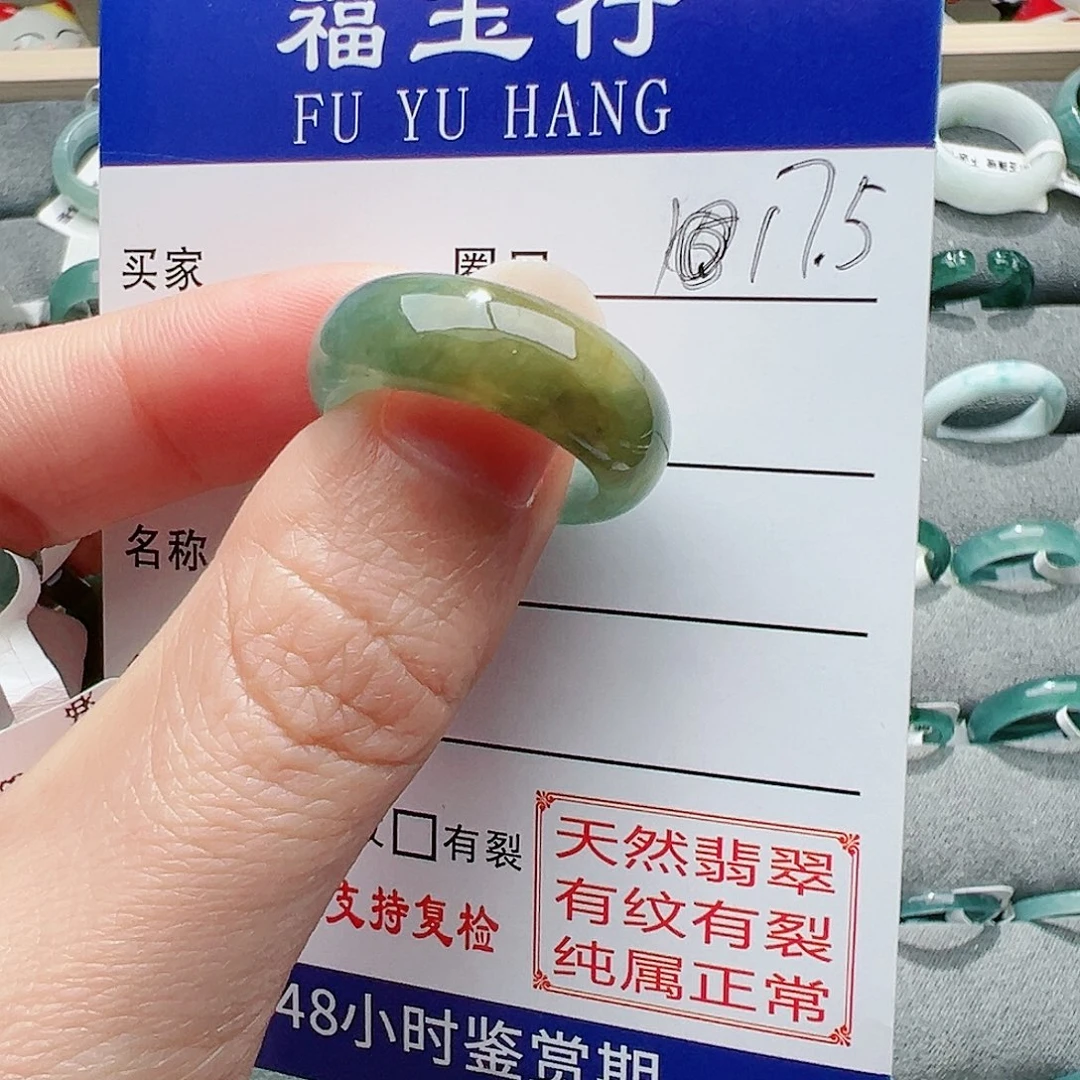 福玉行
FU YU HANG
买家
圈口 17.5
名称
有裂
支持复检
天然翡翠
有纹有裂
纯属正常
48小时鉴赏期